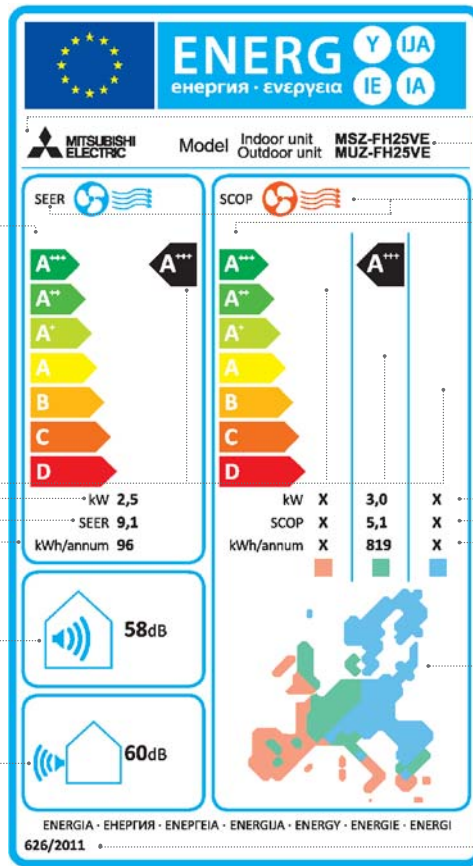 ENERG Y IJA
енергия · ενεργεια IE IA
MITSUBISHI ELECTRIC
Model Indoor unit MSZ-FH25VE
Outdoor unit MUZ-FH25VE
SEER
A+++ A+++
A++
A+
A
B
C
D
kW 2,5
SEER 9,1
kWh/annum 96
SCOP
A+++ A+++
A++
A+
A
B
C
D
kW X 3,0 X
SCOP X 5,1 X
kWh/annum X 819 X
58dB
60dB
ENERGIA · ЕНЕРГИЯ · ΕΝΕΡΓΕΙΑ · ENERGIJA · ENERGY · ENERGIE · ENERGI
626/2011